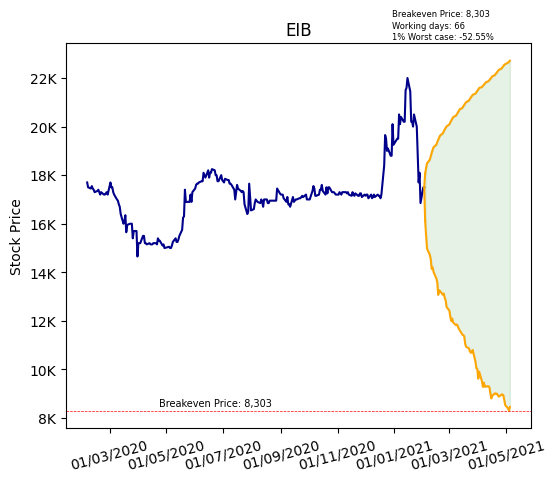 Breakeven Price: 8,303
Working days: 66
1% Worst case: -52.55%
EIB
Stock Price
22K
20K
18K
16K
14K
12K
10K
8K
Breakeven Price: 8,303
01/03/2020
01/05/2020
01/07/2020
01/09/2020
01/11/2020
01/01/2021
01/03/2021
01/05/2021